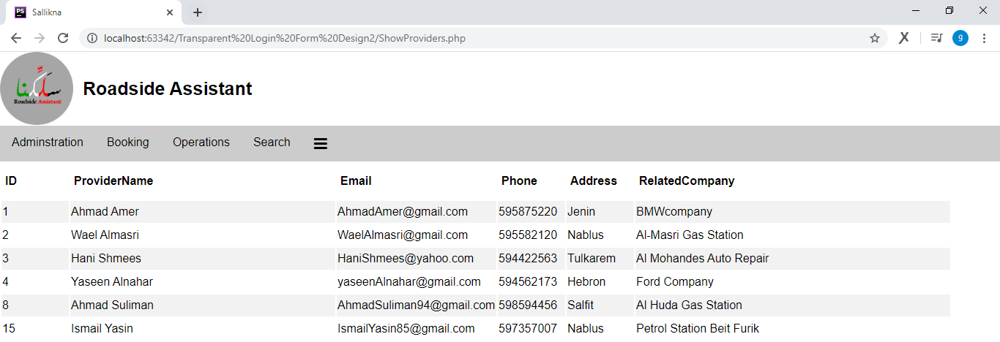 PS Sallikna
localhost:63342/Transparent%20Login%20Form%20Design2/ShowProviders.php X g
سلكنا
Roadside Assistant
Roadside Assistant
Adminstration Booking Operations Search
ID ProviderName Email Phone Address RelatedCompany
1 Ahmad Amer AhmadAmer@gmail.com 595875220 Jenin BMWcompany
2 Wael Almasri WaelAlmasri@gmail.com 595582120 Nablus Al-Masri Gas Station
3 Hani Shmees HaniShmees@yahoo.com 594422563 Tulkarem Al Mohandes Auto Repair
4 Yaseen Alnahar yaseenAlnahar@gmail.com 594562173 Hebron Ford Company
8 Ahmad Suliman AhmadSuliman94@gmail.com 598594456 Salfit Al Huda Gas Station
15 Ismail Yasin IsmailYasin85@gmail.com 597357007 Nablus Petrol Station Beit Furik